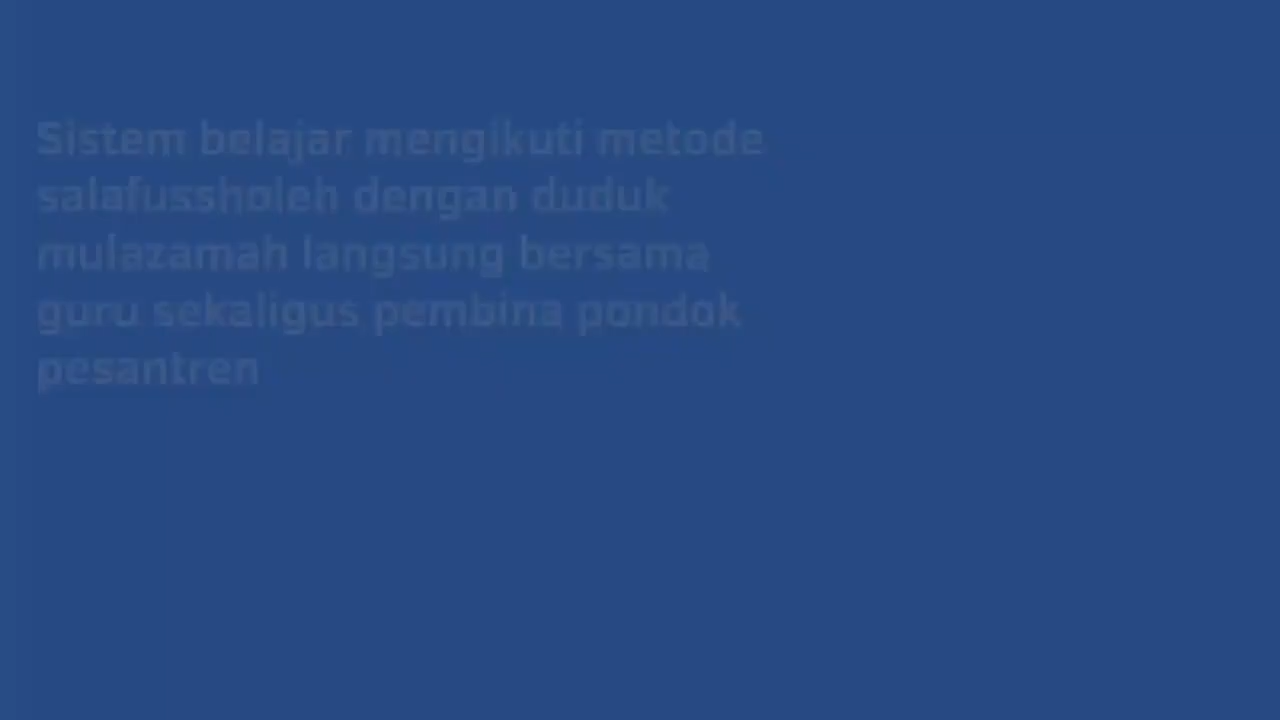 Sistem belajar mengikuti metode
salafussholeh dengan duduk
mulazamah langsung bersama
guru sekaligus pembina pondok
pesantren